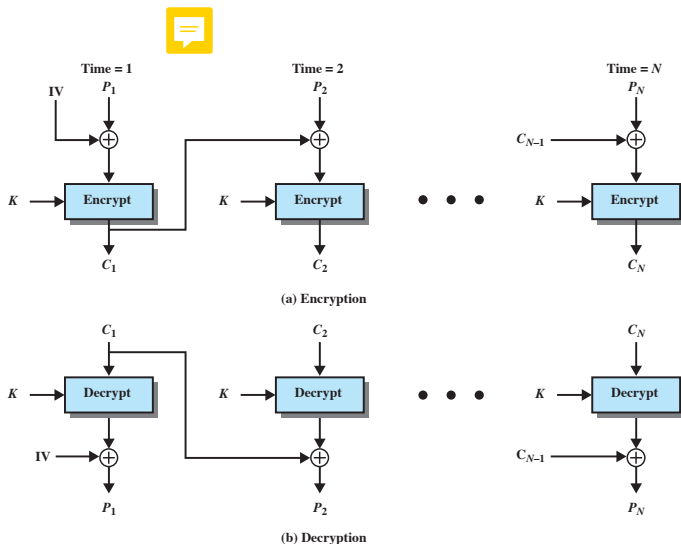 Time = 1 Time = 2 Time = N
IV P1 P2 PN
CN–1
K Encrypt K Encrypt K Encrypt
C1 C2 CN
(a) Encryption
C1 C2 CN
K Decrypt K Decrypt K Decrypt
IV CN–1
P1 P2 PN
(b) Decryption